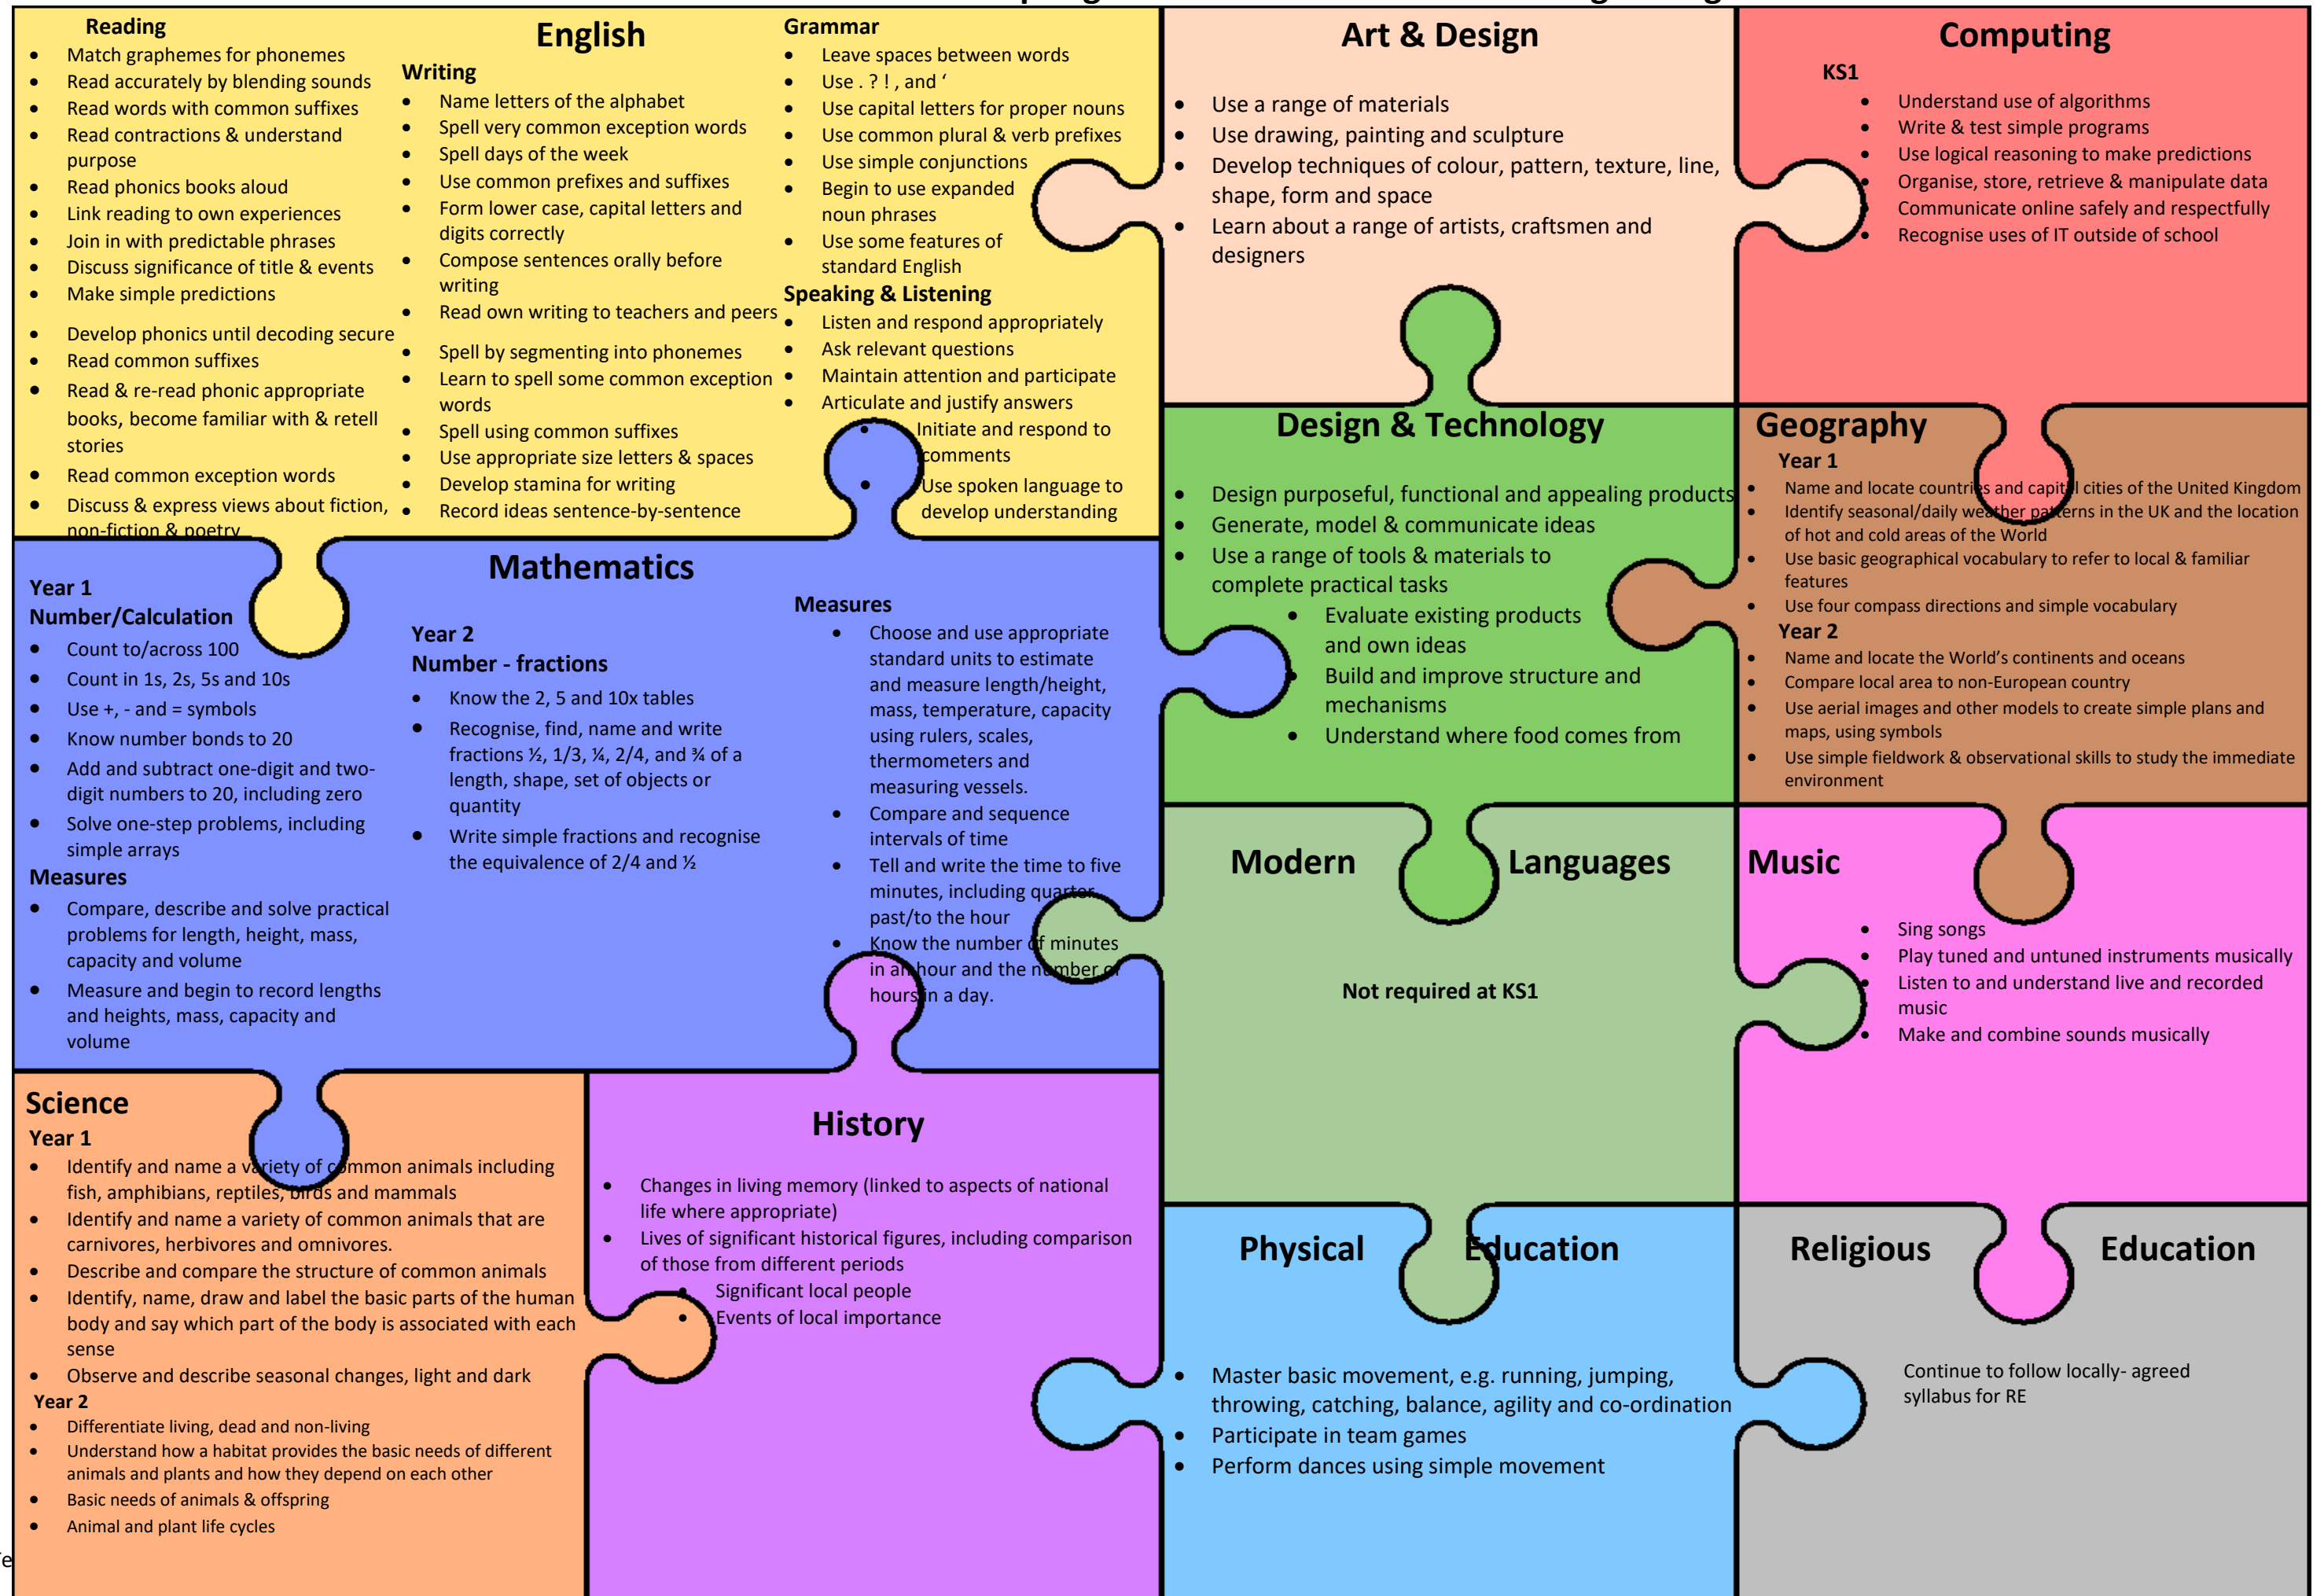 English
Reading
• Match graphemes for phonemes
• Read accurately by blending sounds
• Read words with common suffixes
• Read contractions & understand
purpose
• Read phonics books aloud
• Link reading to own experiences
• Join in with predictable phrases
• Discuss significance of title & events
• Make simple predictions
• Develop phonics until decoding secure
• Read common suffixes
• Read & re-read phonic appropriate
books, become familiar with & retell
stories
• Read common exception words
• Discuss & express views about fiction,
non-fiction & poetry
Writing
• Name letters of the alphabet
• Spell very common exception words
• Spell days of the week
• Use common prefixes and suffixes
• Form lower case, capital letters and
digits correctly
• Compose sentences orally before
writing
• Read own writing to teachers and peers
• Spell by segmenting into phonemes
• Learn to spell some common exception
words
• Spell using common suffixes
• Use appropriate size letters & spaces
• Develop stamina for writing
• Record ideas sentence-by-sentence
Grammar
• Leave spaces between words
• Use . ? ! , and ‘
• Use capital letters for proper nouns
• Use common plural & verb prefixes
• Use simple conjunctions
• Begin to use expanded
noun phrases
• Use some features of
standard English
Speaking & Listening
• Listen and respond appropriately
• Ask relevant questions
• Maintain attention and participate
• Articulate and justify answers
• Initiate and respond to
comments
• Use spoken language to
develop understanding
Art & Design
• Use a range of materials
• Use drawing, painting and sculpture
• Develop techniques of colour, pattern, texture, line,
shape, form and space
• Learn about a range of artists, craftsmen and
designers
Computing
KS1
• Understand use of algorithms
• Write & test simple programs
• Use logical reasoning to make predictions
• Organise, store, retrieve & manipulate data
Communicate online safely and respectfully
• Recognise uses of IT outside of school
Design & Technology
• Design purposeful, functional and appealing products
• Generate, model & communicate ideas
• Use a range of tools & materials to
complete practical tasks
• Evaluate existing products
and own ideas
• Build and improve structure and
mechanisms
• Understand where food comes from
Geography
Year 1
• Name and locate countries and capital cities of the United Kingdom
• Identify seasonal/daily weather patterns in the UK and the location
of hot and cold areas of the World
• Use basic geographical vocabulary to refer to local & familiar
features
• Use four compass directions and simple vocabulary
Year 2
• Name and locate the World’s continents and oceans
• Compare local area to non-European country
• Use aerial images and other models to create simple plans and
maps, using symbols
• Use simple fieldwork & observational skills to study the immediate
environment
Mathematics
Year 1
Number/Calculation
• Count to/across 100
• Count in 1s, 2s, 5s and 10s
• Use +, - and = symbols
• Know number bonds to 20
• Add and subtract one-digit and two-
digit numbers to 20, including zero
• Solve one-step problems, including
simple arrays
Measures
• Compare, describe and solve practical
problems for length, height, mass,
capacity and volume
• Measure and begin to record lengths
and heights, mass, capacity and
volume
Year 2
Number - fractions
• Know the 2, 5 and 10x tables
• Recognise, find, name and write
fractions ½, 1/3, ¼, 2/4, and ¾ of a
length, shape, set of objects or
quantity
• Write simple fractions and recognise
the equivalence of 2/4 and ½
Measures
• Choose and use appropriate
standard units to estimate
and measure length/height,
mass, temperature, capacity
using rulers, scales,
thermometers and
measuring vessels.
• Compare and sequence
intervals of time
• Tell and write the time to five
minutes, including quarter
past/to the hour
• Know the number of minutes
in an hour and the number of
hours in a day.
Modern Languages
Not required at KS1
Music
• Sing songs
• Play tuned and untuned instruments musically
• Listen to and understand live and recorded
music
• Make and combine sounds musically
Science
Year 1
• Identify and name a variety of common animals including
fish, amphibians, reptiles, birds and mammals
• Identify and name a variety of common animals that are
carnivores, herbivores and omnivores.
• Describe and compare the structure of common animals
• Identify, name, draw and label the basic parts of the human
body and say which part of the body is associated with each
sense
• Observe and describe seasonal changes, light and dark
Year 2
• Differentiate living, dead and non-living
• Understand how a habitat provides the basic needs of different
animals and plants and how they depend on each other
• Basic needs of animals & offspring
• Animal and plant life cycles
History
• Changes in living memory (linked to aspects of national
life where appropriate)
• Lives of significant historical figures, including comparison
of those from different periods
• Significant local people
• Events of local importance
Physical Education
• Master basic movement, e.g. running, jumping,
throwing, catching, balance, agility and co-ordination
• Participate in team games
• Perform dances using simple movement
Religious Education
Continue to follow locally- agreed
syllabus for RE